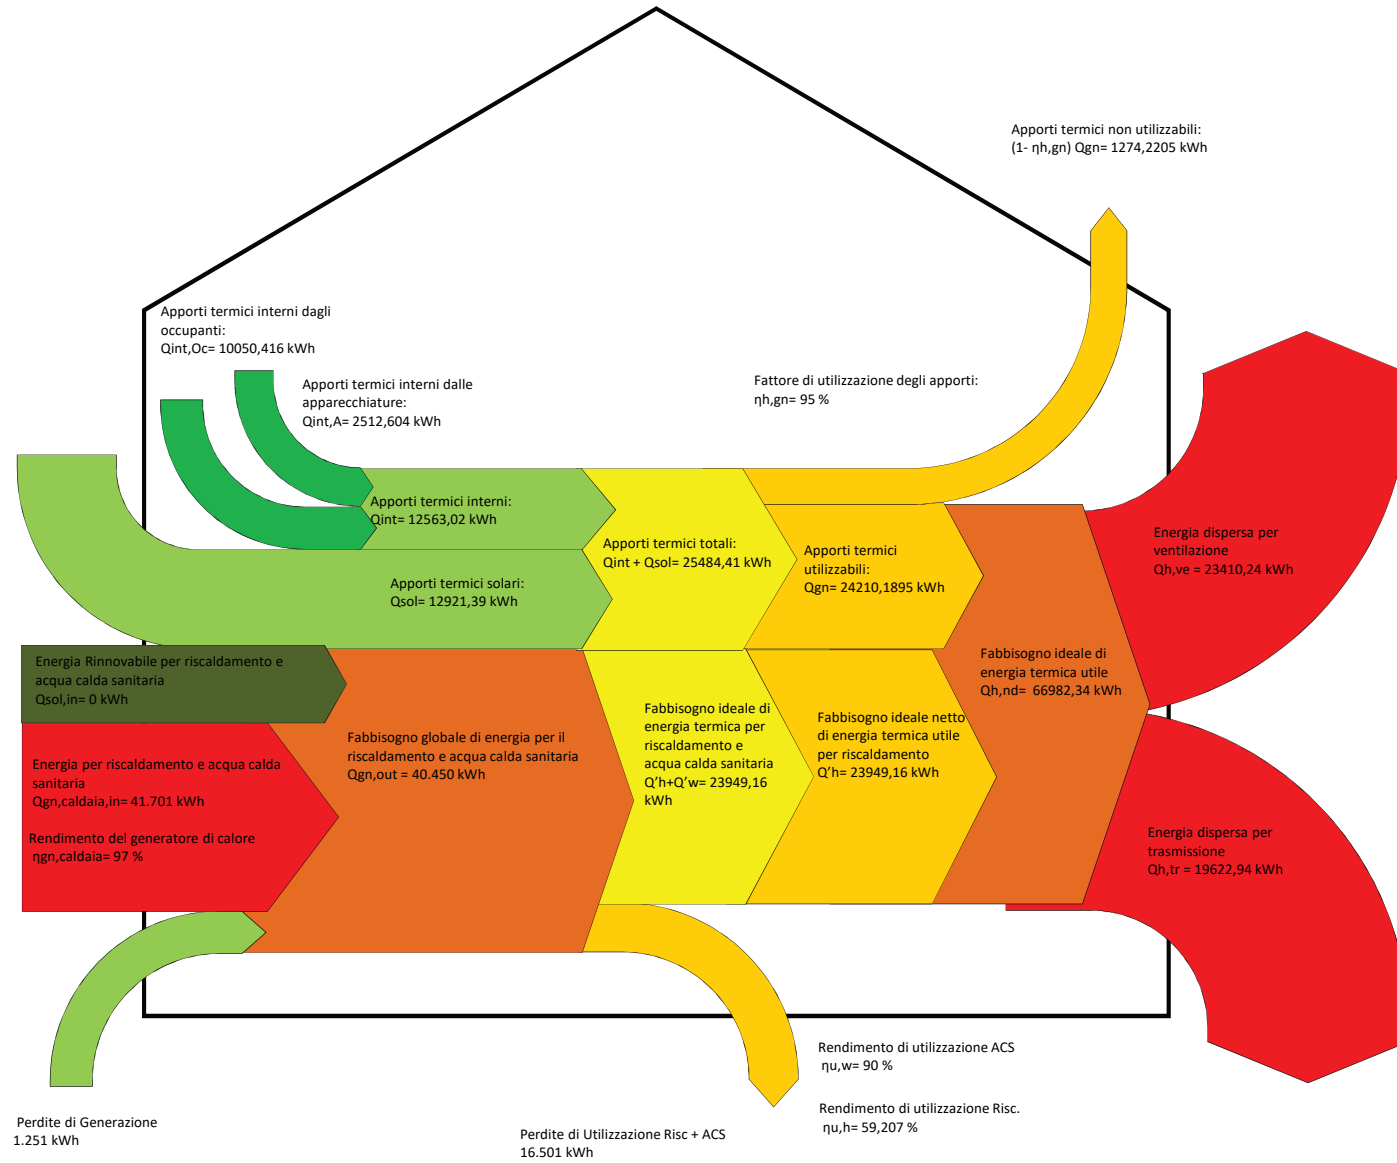 Apporti termici non utilizzabili:
(1- ηh,gn) Qgn= 1274,2205 kWh
Apporti termici interni dagli
occupanti:
Qint,Oc= 10050,416 kWh
Apporti termici interni dalle
apparecchiature:
Qint,A= 2512,604 kWh
Fattore di utilizzazione degli apporti:
ηh,gn= 95 %
Apporti termici interni:
Qint= 12563,02 kWh
Apporti termici totali:
Qint + Qsol= 25484,41 kWh
Apporti termici
utilizzabili:
Qgn= 24210,1895 kWh
Energia dispersa per
ventilazione
Qh,ve = 23410,24 kWh
Apporti termici solari:
Qsol= 12921,39 kWh
Energia Rinnovabile per riscaldamento e
acqua calda sanitaria
Qsol,in= 0 kWh
Fabbisogno ideale di
energia termica utile
Qh,nd=  66982,34 kWh
Energia per riscaldamento e acqua calda
sanitaria
Qgn,caldaia,in= 41.701 kWh
Rendimento del generatore di calore
ηgn,caldaia= 97 %
Fabbisogno globale di energia per il
riscaldamento e acqua calda sanitaria
Qgn,out = 40.450 kWh
Fabbisogno ideale di
energia termica per
riscaldamento e
acqua calda sanitaria
Q’h+Q’w= 23949,16
kWh
Fabbisogno ideale netto
di energia termica utile
per riscaldamento
Q’h= 23949,16 kWh
Energia dispersa per
trasmissione
Qh,tr = 19622,94 kWh
Rendimento di utilizzazione ACS
ηu,w= 90 %
Rendimento di utilizzazione Risc.
ηu,h= 59,207 %
Perdite di Generazione
1.251 kWh
Perdite di Utilizzazione Risc + ACS
16.501 kWh